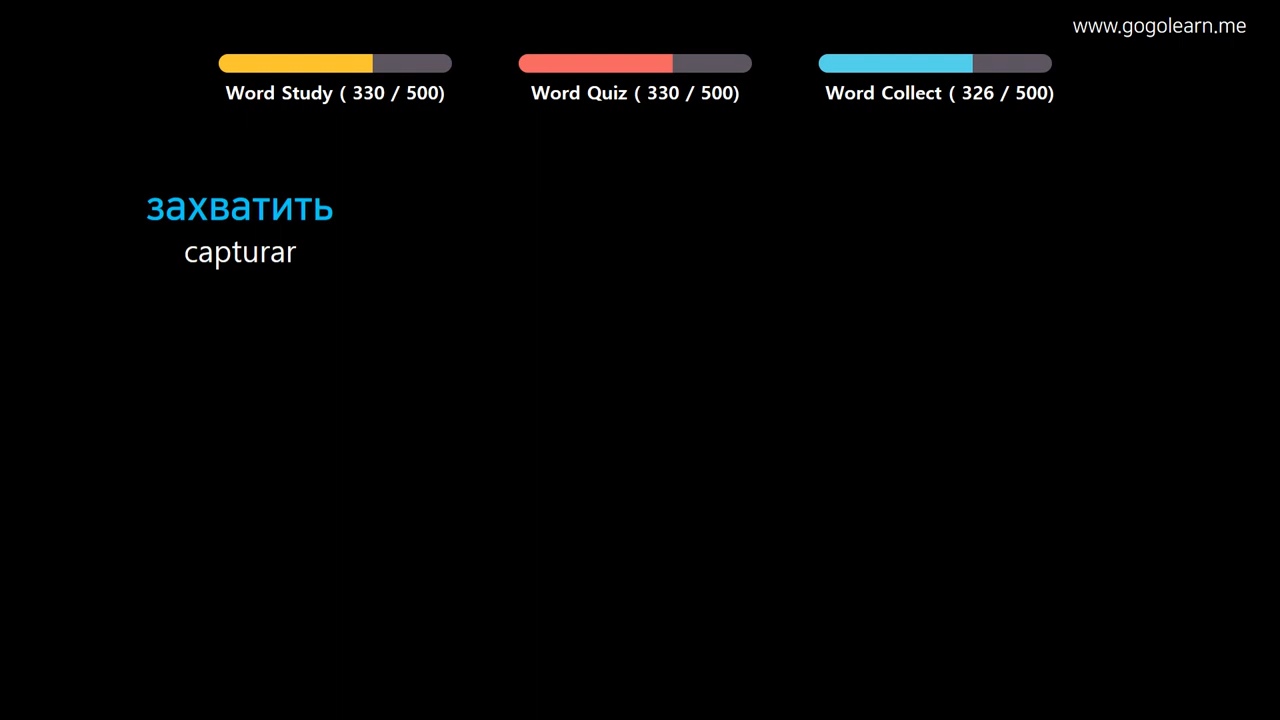 www.gogolearn.me
Word Study ( 330 / 500)
Word Quiz ( 330 / 500)
Word Collect ( 326 / 500)
захватить
capturar